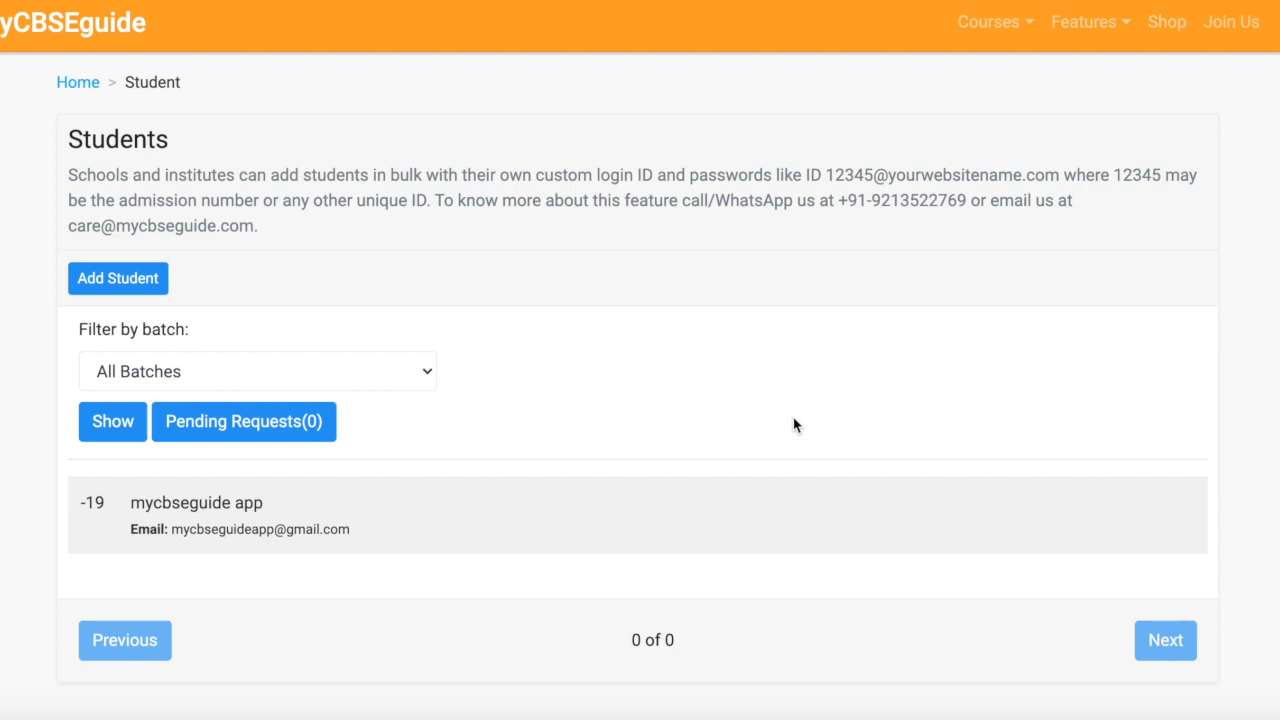 yCBSEguide
Courses Features Shop Join Us
Home > Student
Students
Schools and institutes can add students in bulk with their own custom login ID and passwords like ID 12345@yourwebsitename.com where 12345 may
be the admission number or any other unique ID. To know more about this feature call/WhatsApp us at +91-9213522769 or email us at
care@mycbseguide.com.
Add Student
Filter by batch:
All Batches
Show Pending Requests(0)
-19 mycbseguide app
Email: mycbseguideapp@gmail.com
Previous 0 of 0 Next